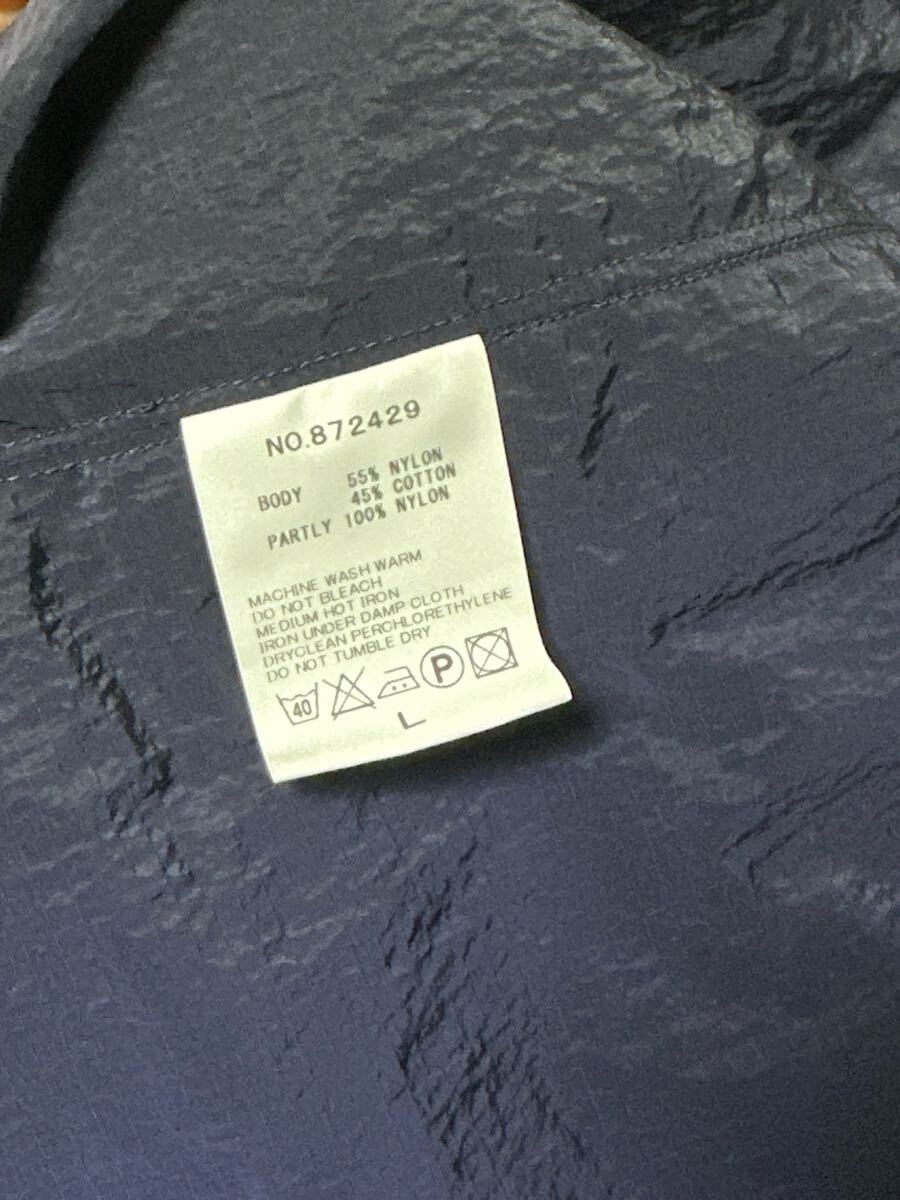 NO.872429
BODY 55% NYLON
45% COTTON
PARTLY 100% NYLON
MACHINE WASH WARM
DO NOT BLEACH
MEDIUM HOT IRON
IRON UNDER DAMP CLOTH
DRYCLEAN PERCHLORETHYLENE
DO NOT TUMBLE DRY
40 P
L